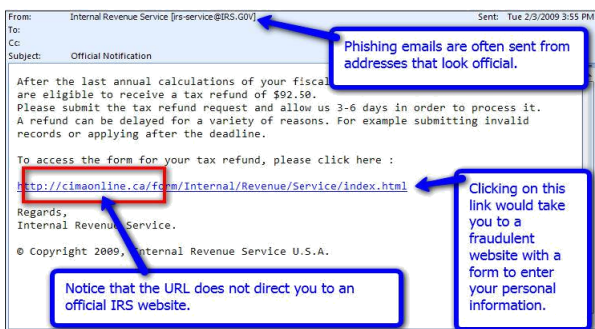 From: Internal Revenue Service [irs-service@IRS.G0V]
Sent: Tue 2/3/2009 3:55 PM
To:
Cc:
Subject: Official Notification
Phishing emails are often sent from
addresses that look official.
After the last annual calculations of your fiscal
are eligible to receive a tax refund of $92.50.
Please submit the tax refund request and allow us 3-6 days in order to process it.
A refund can be delayed for a variety of reasons. For example submitting invalid
records or applying after the deadline.
To access the form for your tax refund, please click here :
http://cimaonline.ca/form/Internal/Revenue/Service/index.html
Clicking on this
link would take
you to a
fraudulent
website with a
form to enter
your personal
information.
Regards,
Internal Revenue Service.
© Copyright 2009, Internal Revenue Service U.S.A.
Notice that the URL does not direct you to an
official IRS website.